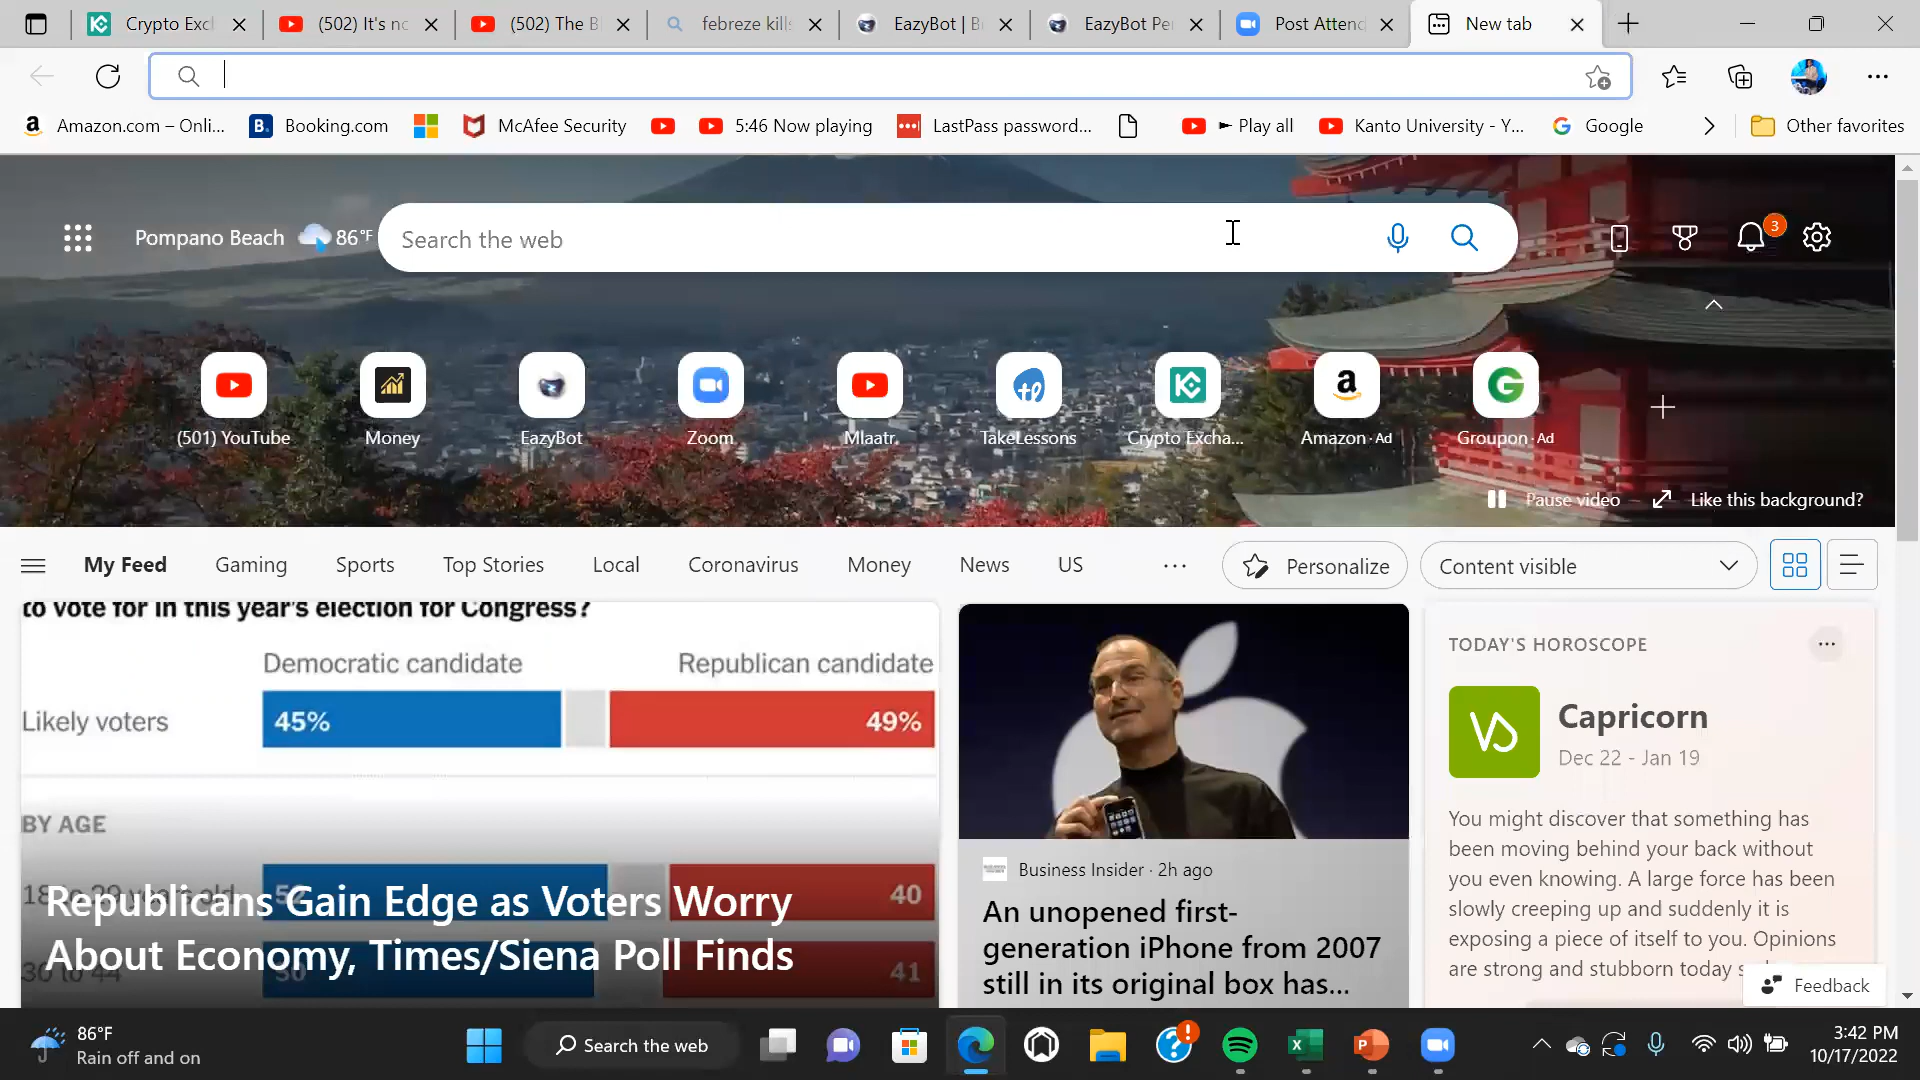 Crypto Exc
(502) It's no
(502) The B
febreze kills
EazyBot | B
EazyBot Per
Post Attend
New tab
a
Amazon.com – Onli...
B.
Booking.com
McAfee Security
5:46 Now playing
LastPass password...
► Play all
Kanto University - Y...
Google
Other favorites
Pompano Beach
86°F
Search the web
3
(501) YouTube
Money
EazyBot
Zoom
Mlaatr.
TakeLessons
Crypto Excha...
Amazon · Ad
Groupon · Ad
Pause video
Like this background?
My Feed
Gaming
Sports
Top Stories
Local
Coronavirus
Money
News
US
Personalize
Content visible
to vote for in this year's election for Congress?
Democratic candidate
Republican candidate
Likely voters
45%
49%
BY AGE
40
Republicans Gain Edge as Voters Worry
About Economy, Times/Siena Poll Finds
30 to 44
41
Business Insider · 2h ago
An unopened first-
generation iPhone from 2007
still in its original box has...
TODAY'S HOROSCOPE
Capricorn
Dec 22 - Jan 19
You might discover that something has
been moving behind your back without
you even knowing. A large force has been
slowly creeping up and suddenly it is
exposing a piece of itself to you. Opinions
are strong and stubborn today
Feedback
86°F
Rain off and on
Search the web
3:42 PM
10/17/2022